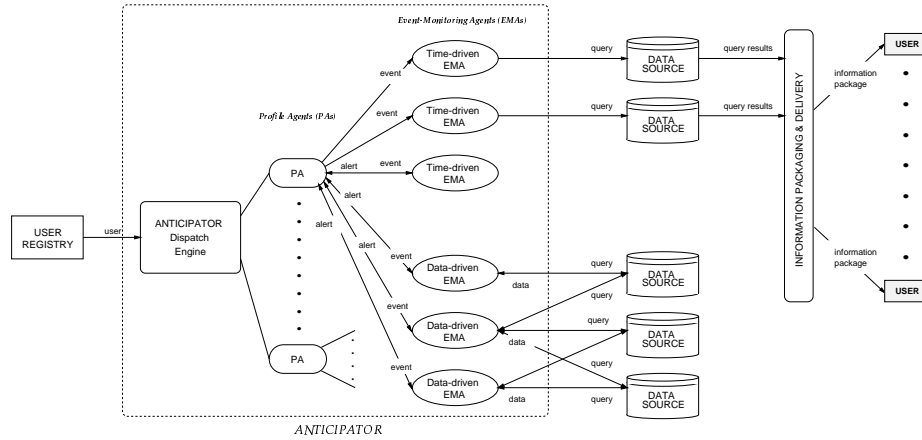 Event-Monitoring Agents (EMAs)
Time-driven
EMA
query
DATA
SOURCE
query results
USER
event
information
package
Profile Agents (PAs)
event
Time-driven
EMA
query
DATA
SOURCE
query results
INFORMATION PACKAGING & DELIVERY
PA
alert
event
Time-driven
EMA
alert
alert
alert
USER
REGISTRY
user
ANTICIPATOR
Dispatch
Engine
event
Data-driven
EMA
data
query
DATA
SOURCE
information
package
USER
query
event
Data-driven
EMA
data
query
DATA
SOURCE
PA
event
query
Data-driven
EMA
data
query
DATA
SOURCE
ANTICIPATOR